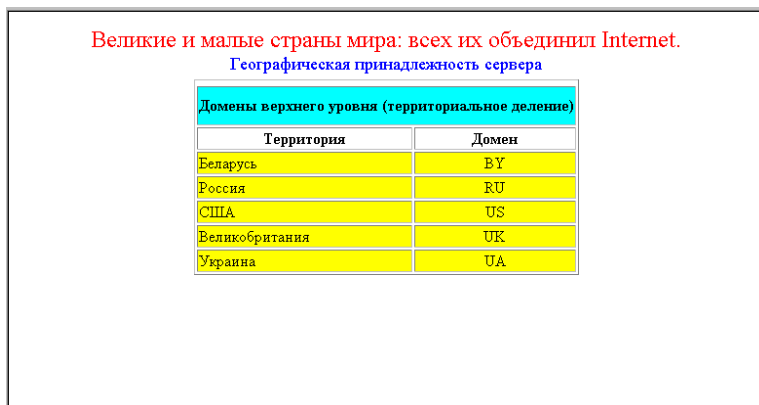 Великие и малые страны мира: всех их объединил Internet.
Географическая принадлежность сервера
Домены верхнего уровня (территориальное деление)
Территория Домен
Беларусь BY
Россия RU
США US
Великобритания UK
Украина UA